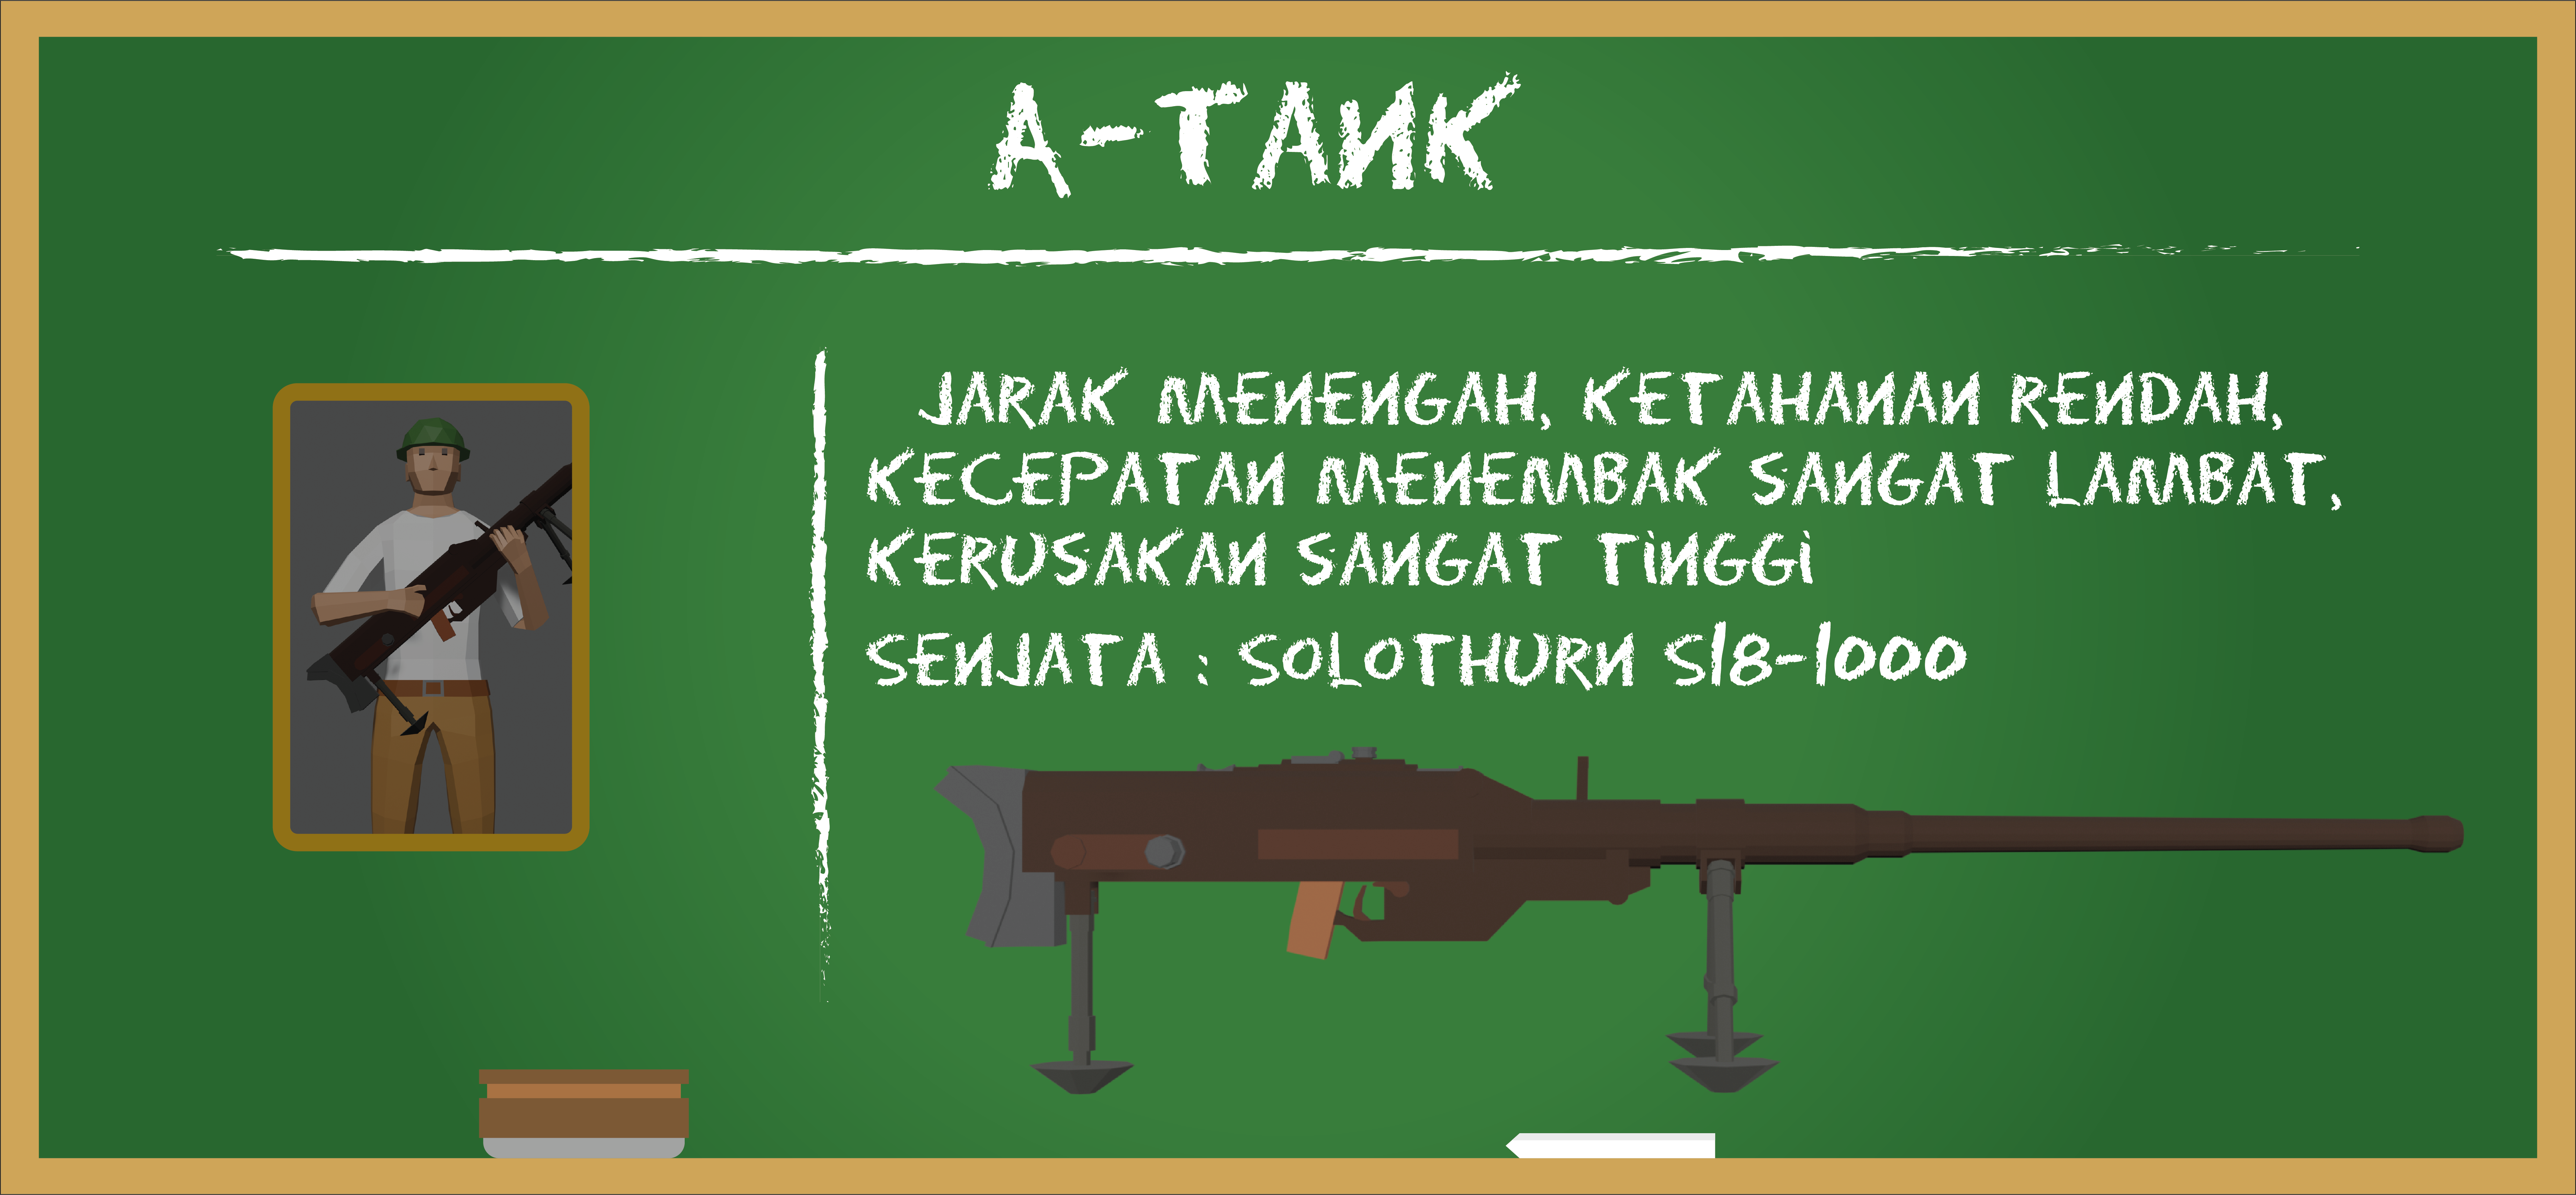 A-TANK
JARAK MENENGAH, KETAHANAN RENDAH,
KECEPATAN MENEMBAK SANGAT LAMBAT,
KERUSAKAN SANGAT TiNGGi
SENJATA : SOLOTHURN S18-1000